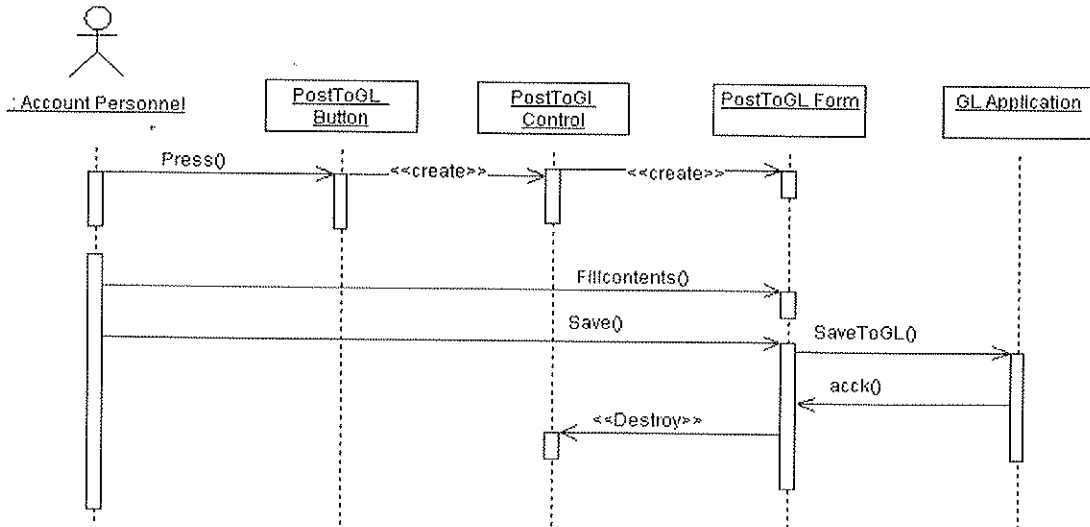 : Account Personnel
PostToGL
Button
PostToGl
Control
PostToGL Form
GL Application
Press()
<<create>>
<<create>>
Fillcontents()
Save()
SaveToGL()
acck()
<<Destroy>>